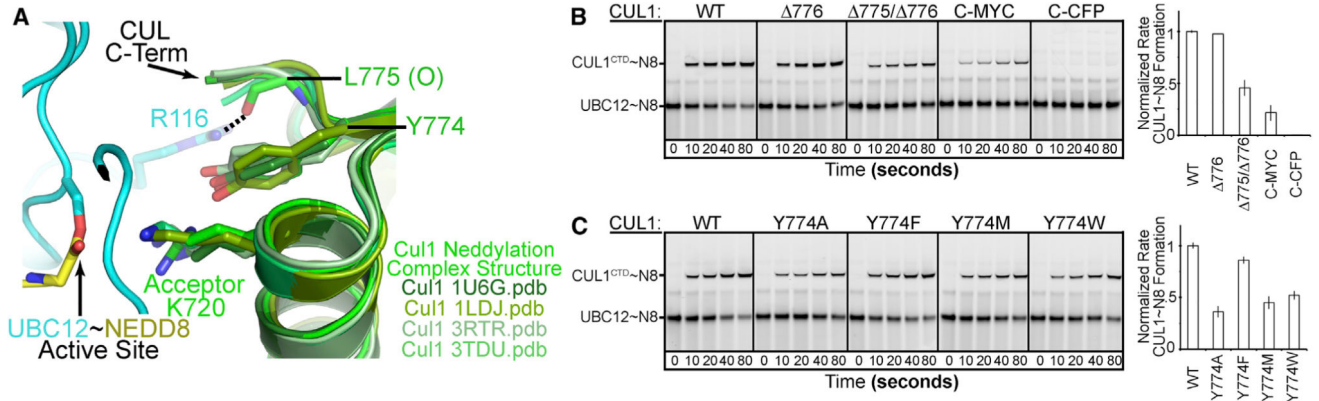 A
CUL
C-Term
L775 (O)
R116
Y774
Acceptor
K720
UBC12~NEDD8
Active Site
Cul1 Neddylation
Complex Structure
Cul1 1U6G.pdb
Cul1 1LDJ.pdb
Cul1 3RTR.pdb
Cul1 3TDU.pdb
B
CUL1: WT Δ776 Δ775/Δ776 C-MYC C-CFP
CUL1CTD~N8
UBC12~N8
0 10 20 40 80 0 10 20 40 80 0 10 20 40 80 0 10 20 40 80 0 10 20 40 80
Time (seconds)
Normalized Rate
CUL1~N8 Formation
1
.5
0
WT
Δ776
Δ775/Δ776
C-MYC
C-CFP
C
CUL1: WT Y774A Y774F Y774M Y774W
CUL1CTD~N8
UBC12~N8
0 10 20 40 80 0 10 20 40 80 0 10 20 40 80 0 10 20 40 80 0 10 20 40 80
Time (seconds)
Normalized Rate
CUL1~N8 Formation
1
.5
0
WT
Y774A
Y774F
Y774M
Y774W